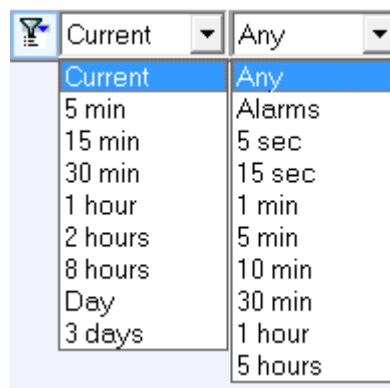 Current Any
Current Any
5 min Alarms
15 min 5 sec
30 min 15 sec
1 hour 1 min
2 hours 5 min
8 hours 10 min
Day 30 min
3 days 1 hour
5 hours